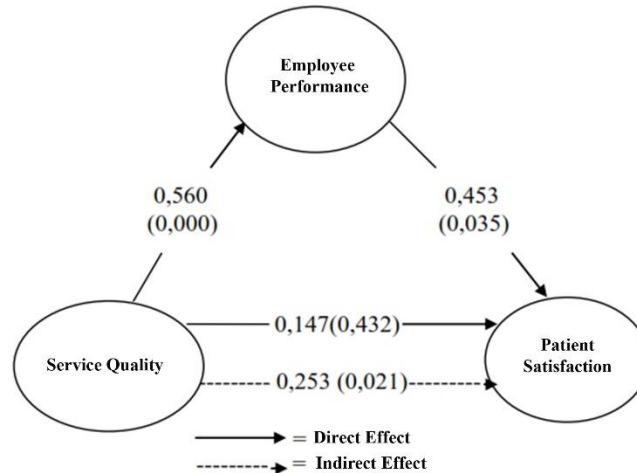 Employee
Performance
0,560
(0,000)
0,453
(0,035)
0,147(0,432)
Service Quality
Patient
Satisfaction
0,253 (0,021)
= Direct Effect
= Indirect Effect